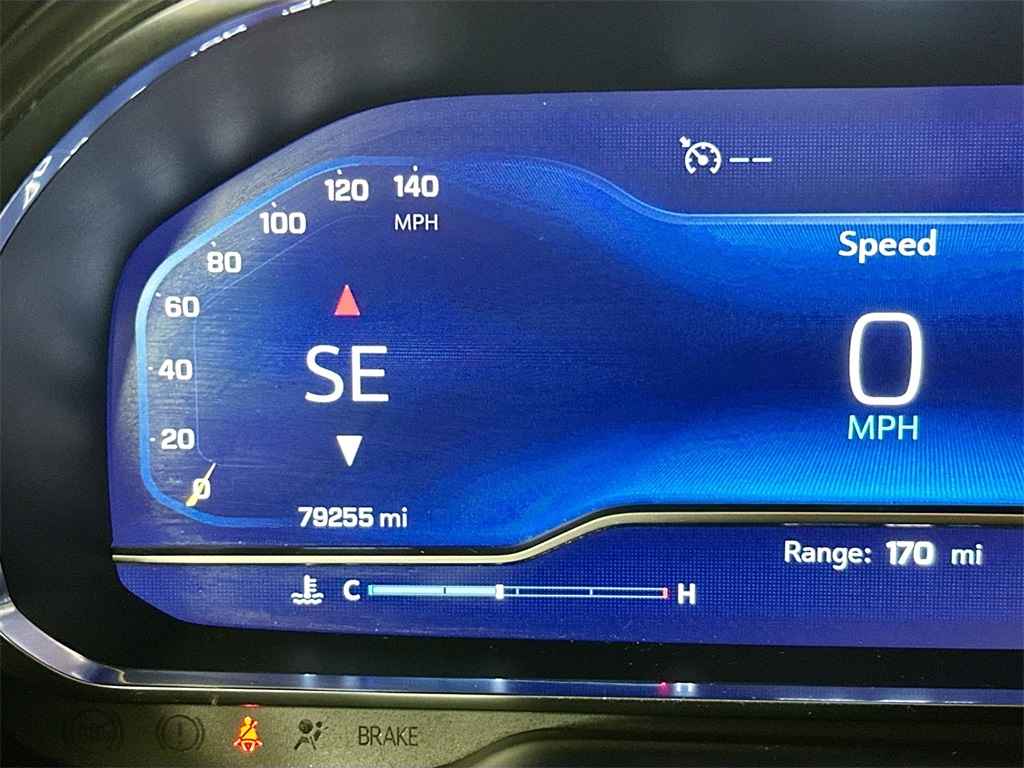 120 140
100 MPH
80
60
40
20
0
SE
79255 mi
--
Speed
0
MPH
Range: 170 mi
C H
ABS
BRAKE